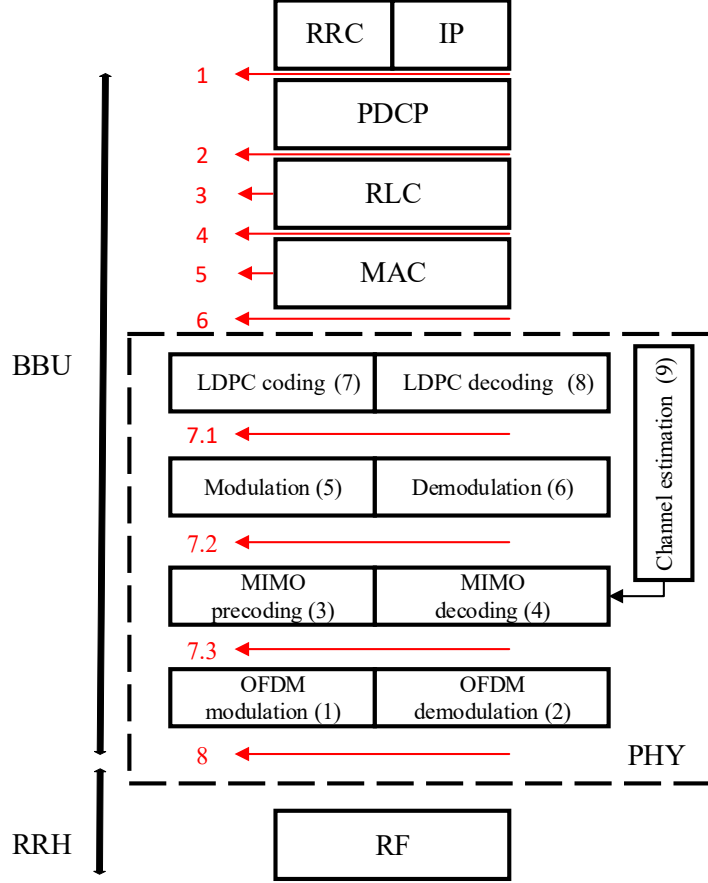 RRC IP
1
PDCP
2
3 RLC
4
5 MAC
6
BBU
LDPC coding (7) LDPC decoding (8)
Channel estimation (9)
7.1
Modulation (5) Demodulation (6)
7.2
MIMO
precoding (3)
MIMO
decoding (4)
7.3
OFDM
modulation (1)
OFDM
demodulation (2)
8
PHY
RRH
RF